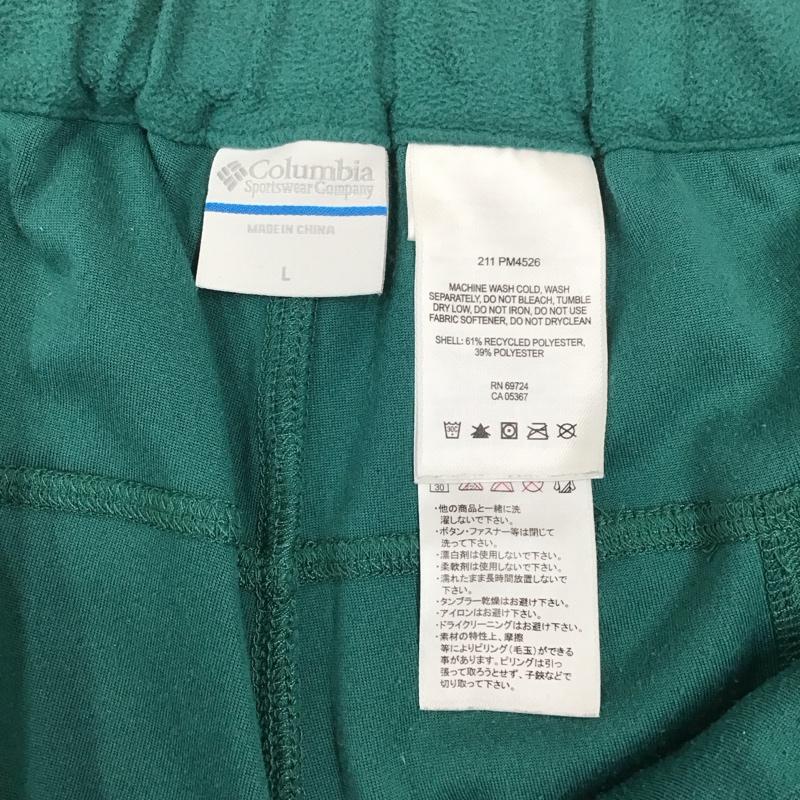 Columbia
Sportswear Company
MADE IN CHINA
L
211 PM4526
MACHINE WASH COLD, WASH
SEPARATELY, DO NOT BLEACH, TUMBLE
DRY LOW, DO NOT IRON, DO NOT USE
FABRIC SOFTENER, DO NOT DRYCLEAN
SHELL: 61% RECYCLED POLYESTER,
39% POLYESTER
RN 69724
CA 05367
30C
30
・他の商品と一緒に洗
濯しないで下さい。
・ボタン・ファスナー等は閉じて
洗って下さい。
・漂白剤は使用しないで下さい。
・柔軟剤は使用しないで下さい。
・濡れたまま長時間放置しないで
下さい。
・タンブラー乾燥はお避け下さい。
・アイロンはお避け下さい。
・ドライクリーニングはお避け下さい。
・素材の特性上、摩擦
等によりピリング(毛玉)ができる
事があります。ピリングは引っ
張って取ろうとせず、子鋏などで
切り取って下さい。